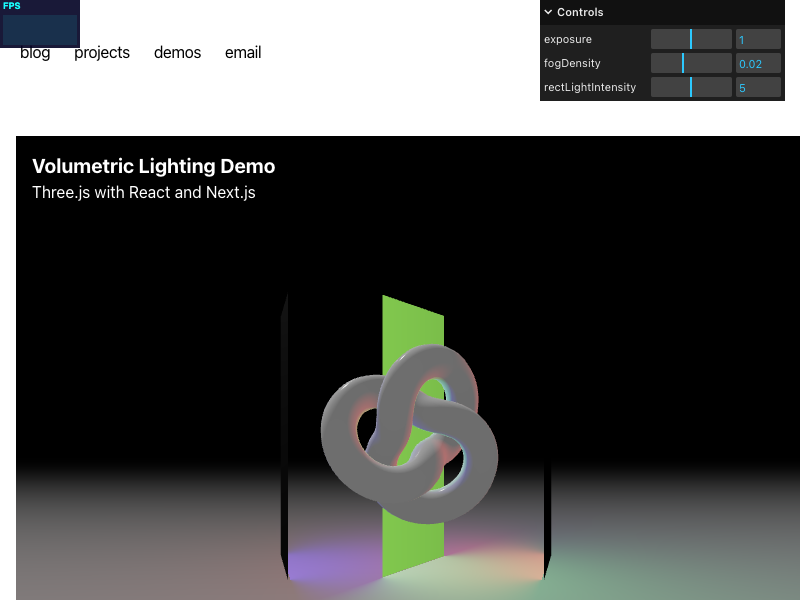 FPS
blog projects demos email
Controls
exposure 1
fogDensity 0.02
rectLightIntensity 5
Volumetric Lighting Demo
Three.js with React and Next.js